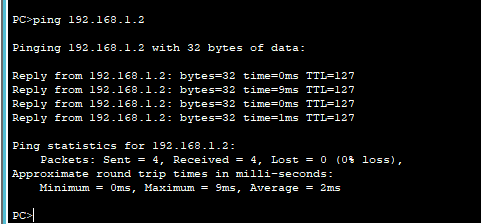 PC>ping 192.168.1.2
Pinging 192.168.1.2 with 32 bytes of data:
Reply from 192.168.1.2: bytes=32 time=0ms TTL=127
Reply from 192.168.1.2: bytes=32 time=9ms TTL=127
Reply from 192.168.1.2: bytes=32 time=0ms TTL=127
Reply from 192.168.1.2: bytes=32 time=1ms TTL=127
Ping statistics for 192.168.1.2:
    Packets: Sent = 4, Received = 4, Lost = 0 (0% loss),
Approximate round trip times in milli-seconds:
    Minimum = 0ms, Maximum = 9ms, Average = 2ms
PC>